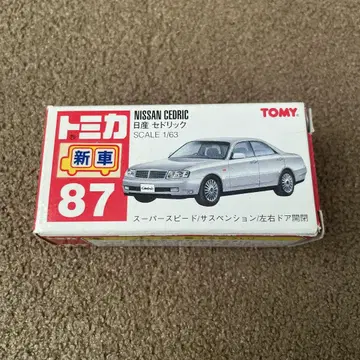 トミカ
新車
87
NISSAN CEDRIC
日産 セドリック
SCALE 1/63
TOMY
Cedric
スーパースピード/サスペンション/左右ドア開閉